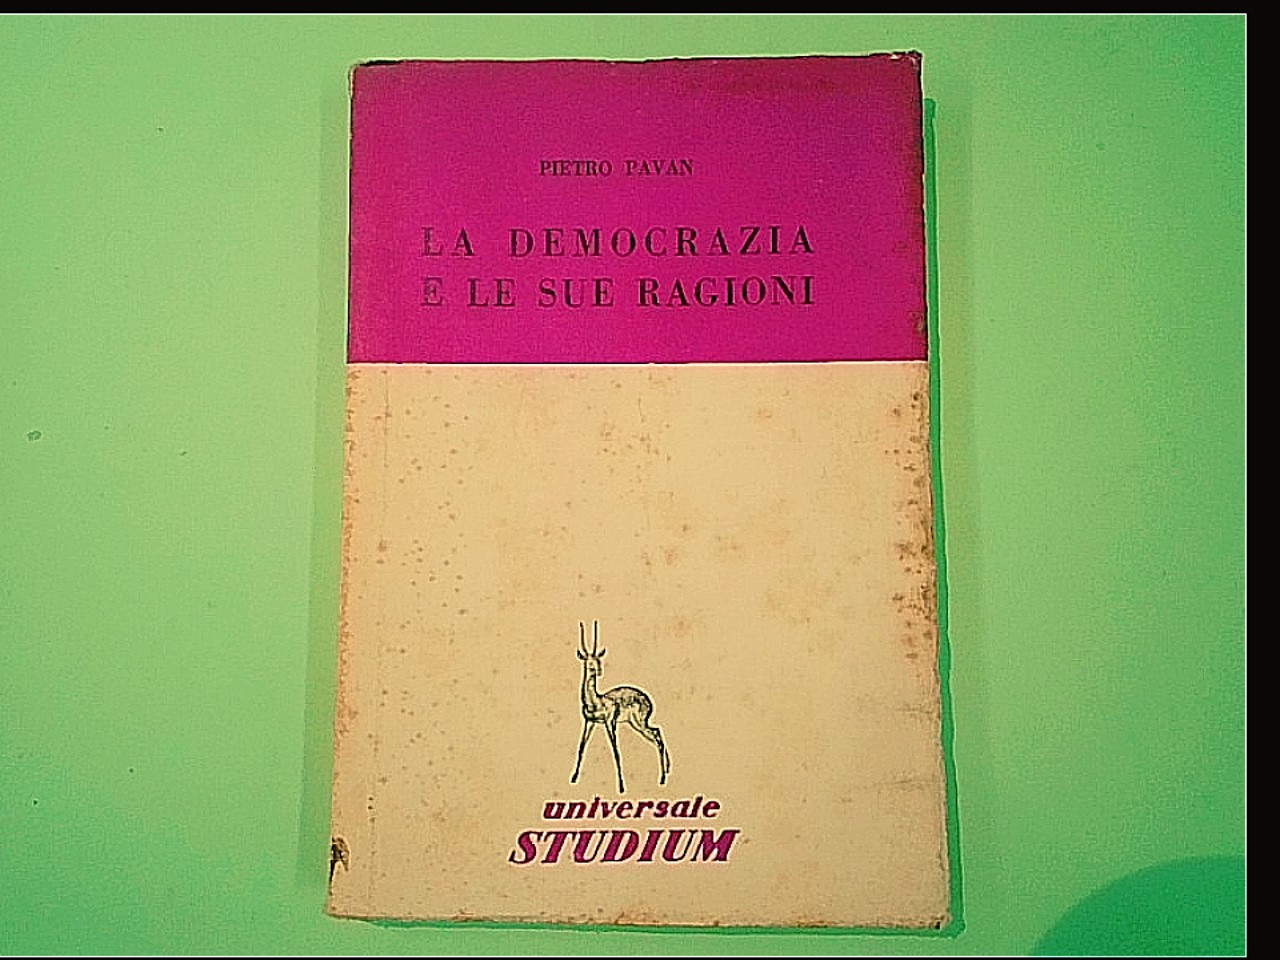 PIETRO PAVAN
LA DEMOCRAZIA
E LE SUE RAGIONI
universale
STUDIUM